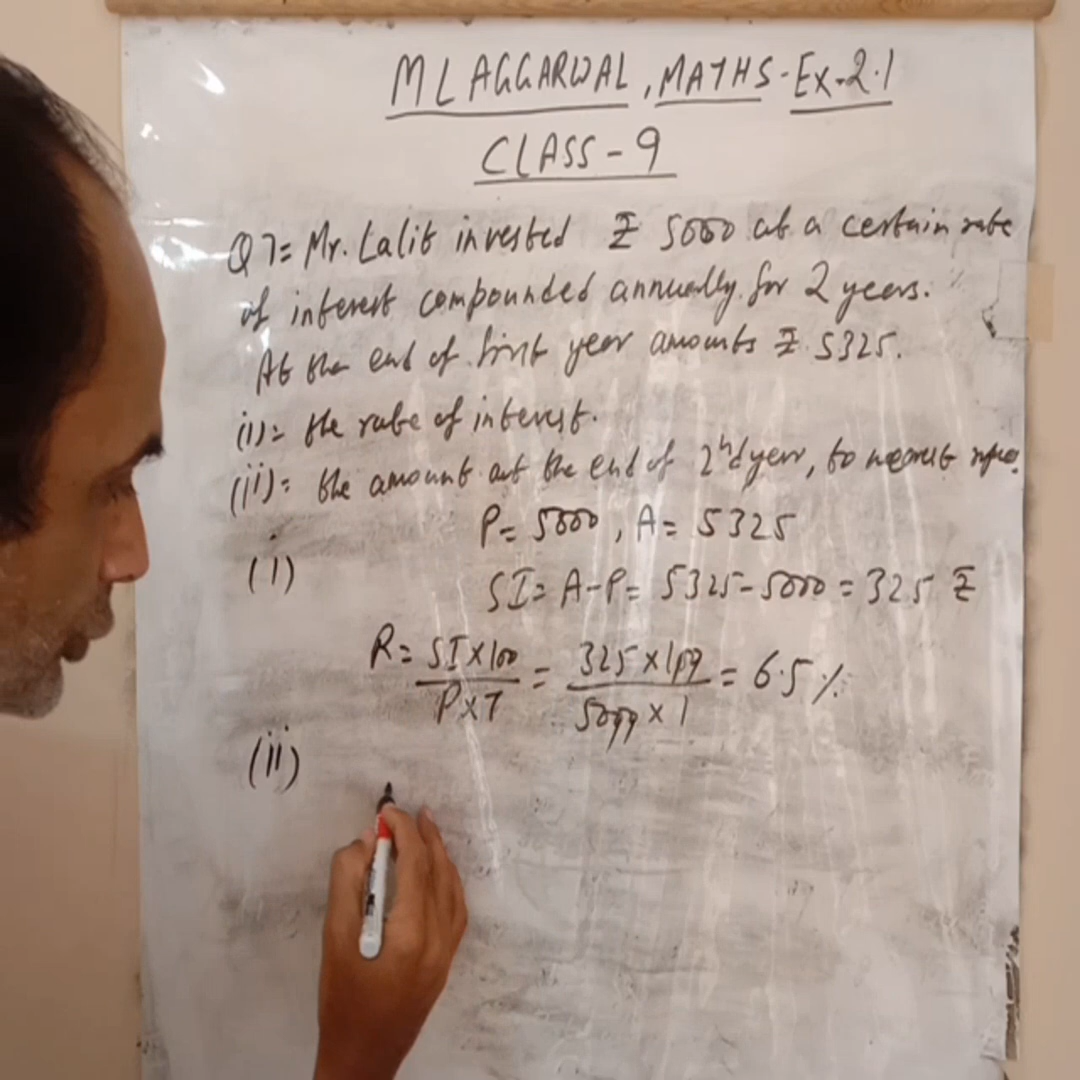 ML AGGARWAL, MATHS-Ex-2.1
CLASS-9
Q7= Mr. Lalit invested ₹ 5000 at a certain rate
of interest compounded annually for 2 years.
At the end of first year amounts ₹ 5325.
(i)= the rate of interest.
(ii)= the amount at the end of 2nd year, to nearest rupee.
P= 5000, A= 5325
(i)
SI= A-P= 5325-5000=325 ₹
R= SI×100 / P×T = 325×100 / 5000×1 = 6.5%
(ii)